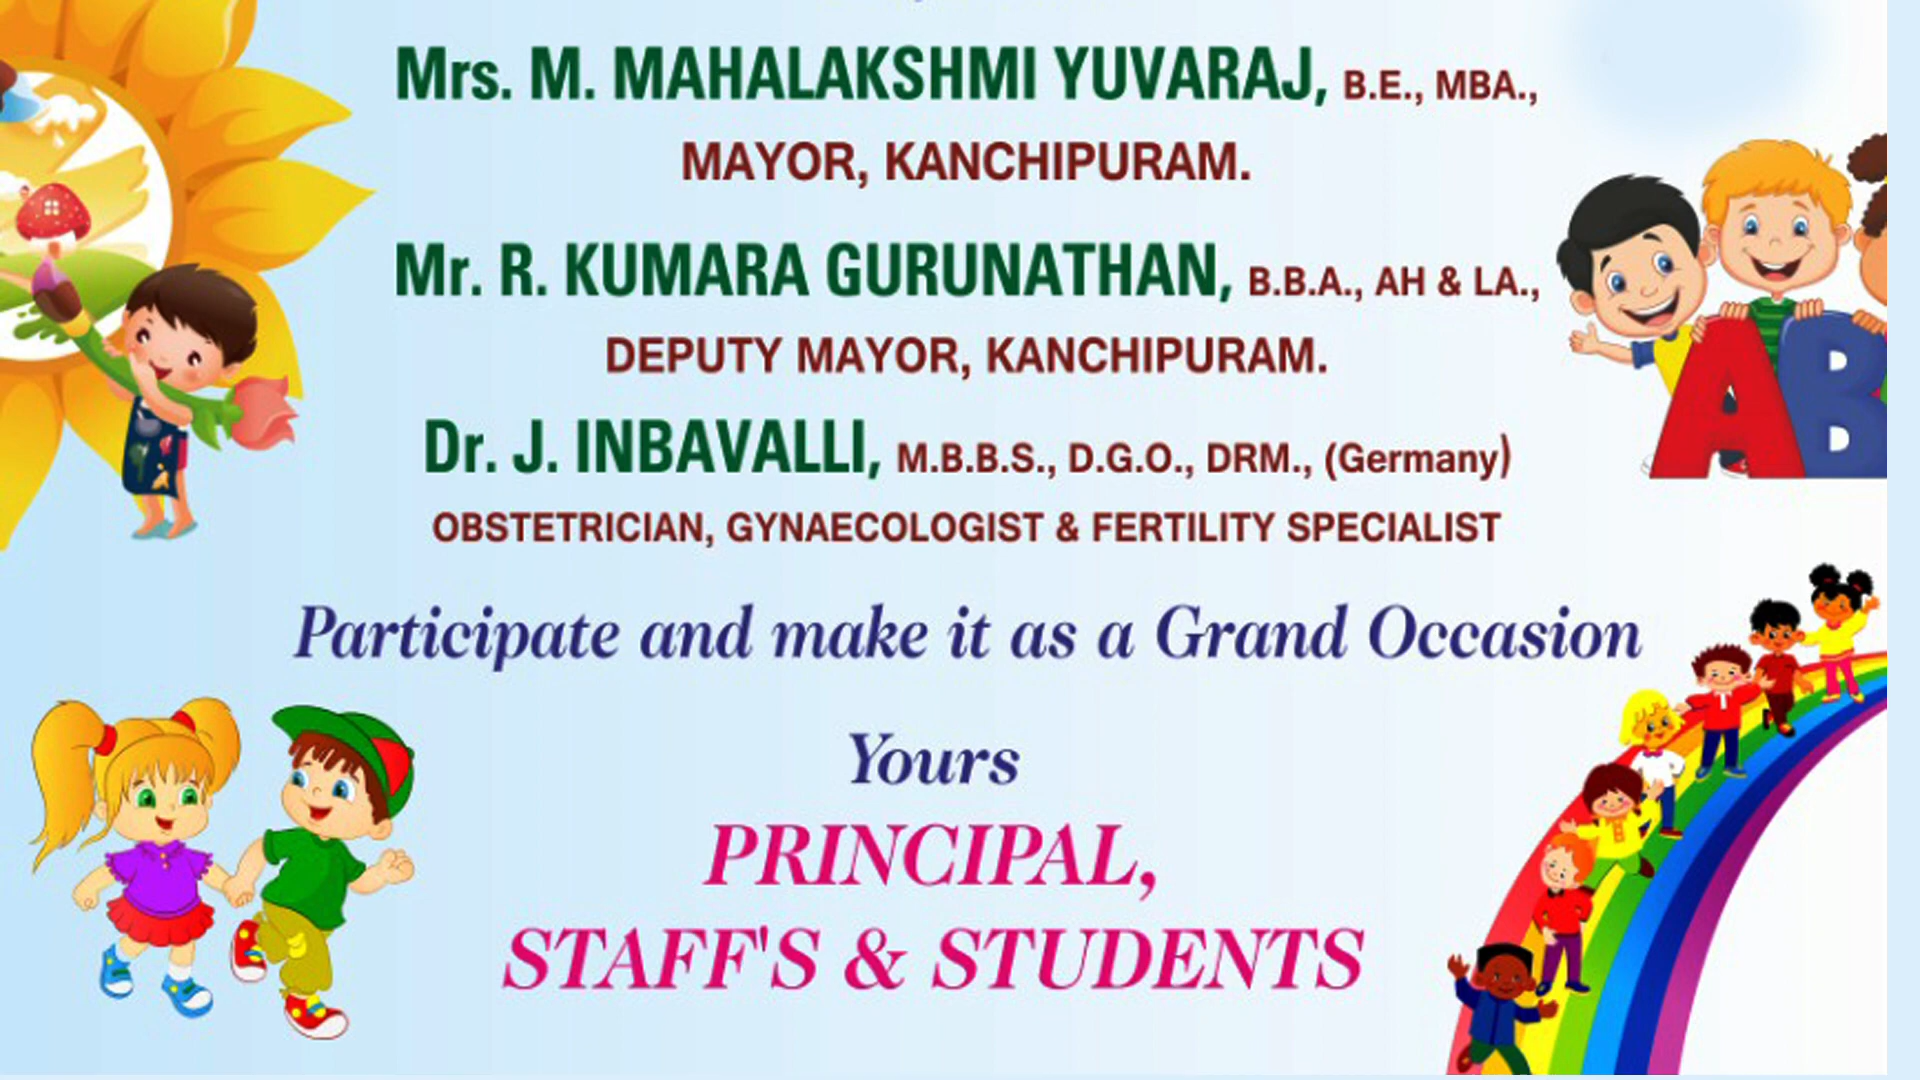 Mrs. M. MAHALAKSHMI YUVARAJ, B.E., MBA.,
MAYOR, KANCHIPURAM.
Mr. R. KUMARA GURUNATHAN, B.B.A., AH & LA.,
DEPUTY MAYOR, KANCHIPURAM.
Dr. J. INBAVALLI, M.B.B.S., D.G.O., DRM., (Germany)
OBSTETRICIAN, GYNAECOLOGIST & FERTILITY SPECIALIST
Participate and make it as a Grand Occasion
Yours
PRINCIPAL,
STAFF'S & STUDENTS
AB